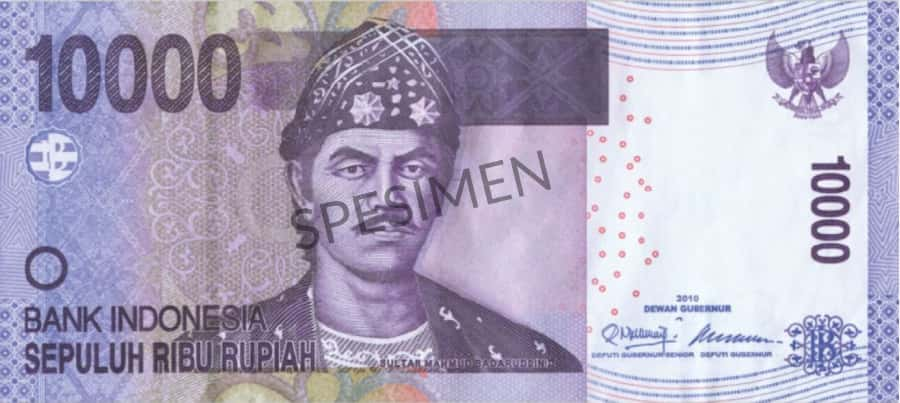 10000
SPESIMEN
10000
BANK INDONESIA
SEPULUH RIBU RUPIAH
SULTAN MAHMUD BADARUDDIN II
2010
DEWAN GUBERNUR
DEPUTI GUBERNUR SENIOR DEPUTI GUBERNUR